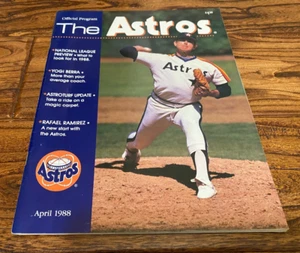 Official Program
The Astros
• NATIONAL LEAGUE
PREVIEW • What to
look for in 1988.
• YOGI BERRA •
More than your
average coach.
• ASTROTURF UPDATE •
Take a ride on a
magic carpet.
• RAFAEL RAMIREZ •
A new start with
the Astros.
Astros
Astros
April 1988